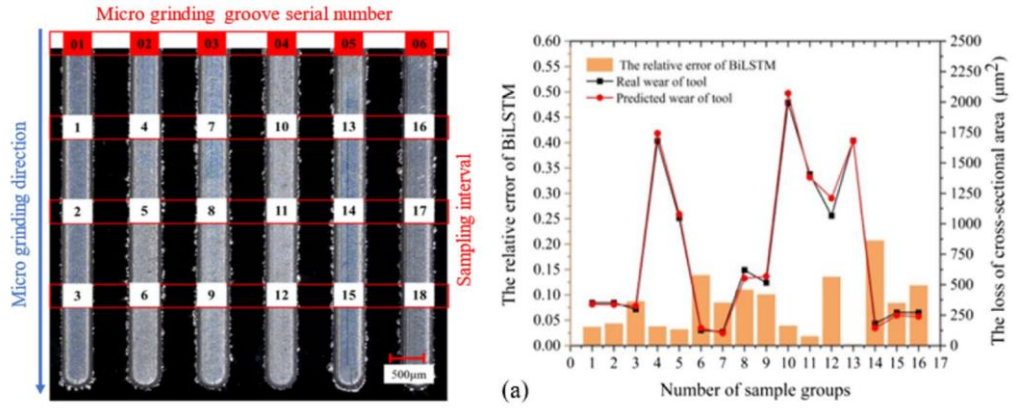 Micro grinding groove serial number
01 02 03 04 05 06
Micro grinding direction
1 4 7 10 13 16
2 5 8 11 14 17
3 6 9 12 15 18
500μm
Sampling interval
(a)
The relative error of BiLSTM
0.60
0.55
0.50
0.45
0.40
0.35
0.30
0.25
0.20
0.15
0.10
0.05
0.00
The relative error of BiLSTM
Real wear of tool
Predicted wear of tool
2500
2250
2000
1750
1500
1250
1000
750
500
250
0
The loss of cross-sectional area (μm²)
0 1 2 3 4 5 6 7 8 9 10 11 12 13 14 15 16 17
Number of sample groups